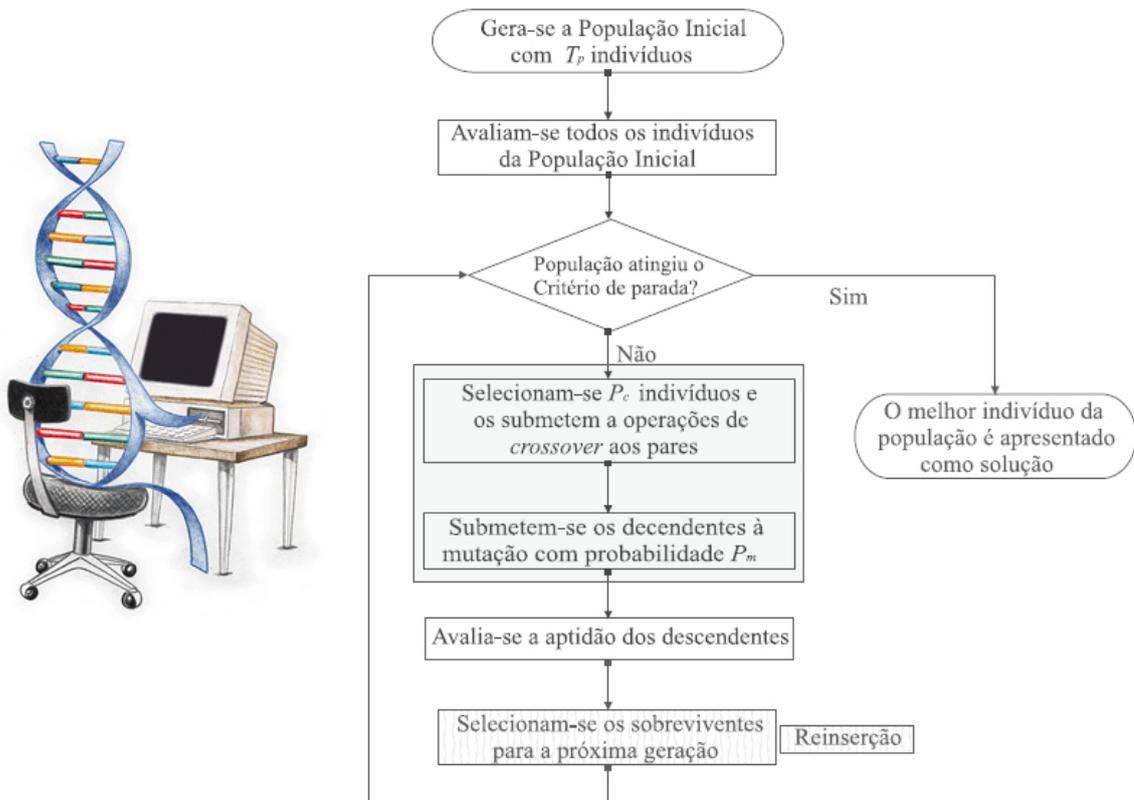 Gera-se a População Inicial
com Tp indivíduos
Avaliam-se todos os indivíduos
da População Inicial
População atingiu o
Critério de parada?
Sim
Não
Selecionam-se Pc indivíduos e
os submetem a operações de
crossover aos pares
O melhor indivíduo da
população é apresentado
como solução
Submetem-se os decendentes à
mutação com probabilidade Pm
Avalia-se a aptidão dos descendentes
Selecionam-se os sobreviventes
para a próxima geração
Reinserção